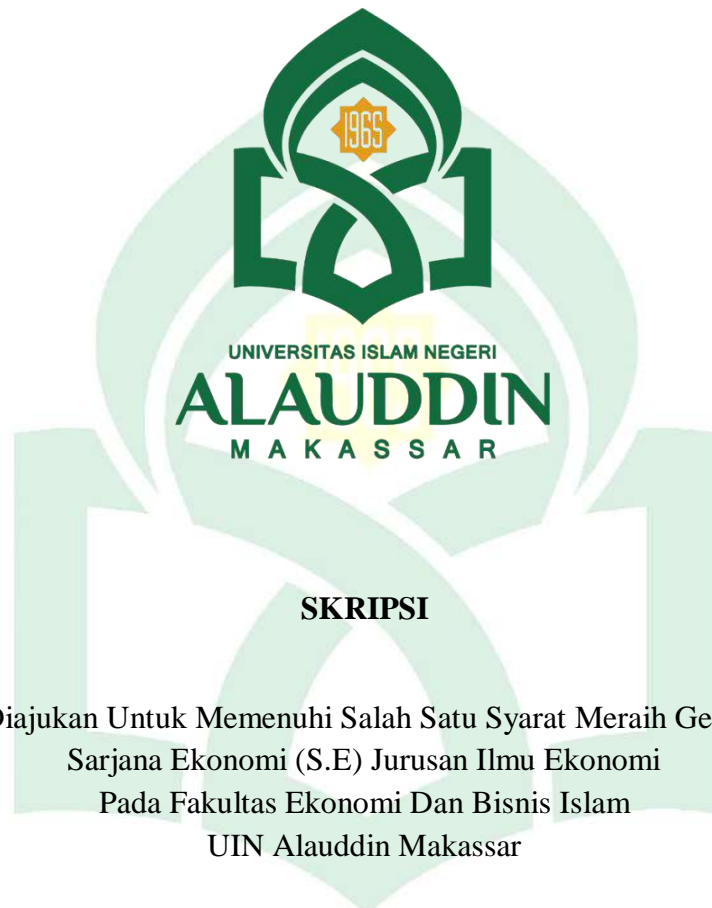 1965
UNIVERSITAS ISLAM NEGERI
ALAUDDIN
MAKASSAR
SKRIPSI
Diajukan Untuk Memenuhi Salah Satu Syarat Meraih Ge
Sarjana Ekonomi (S.E) Jurusan Ilmu Ekonomi
Pada Fakultas Ekonomi Dan Bisnis Islam
UIN Alauddin Makassar